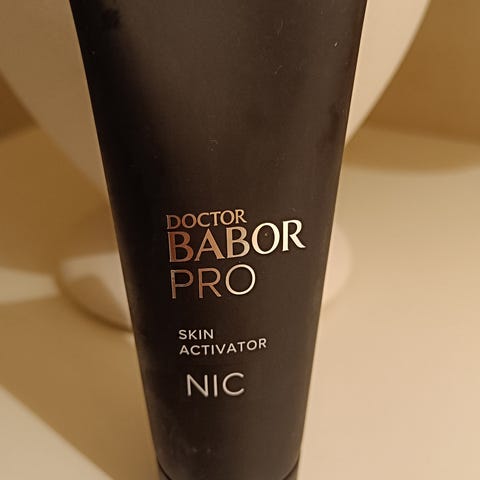 DOCTOR
BABOR
PRO
SKIN
ACTIVATOR
NIC